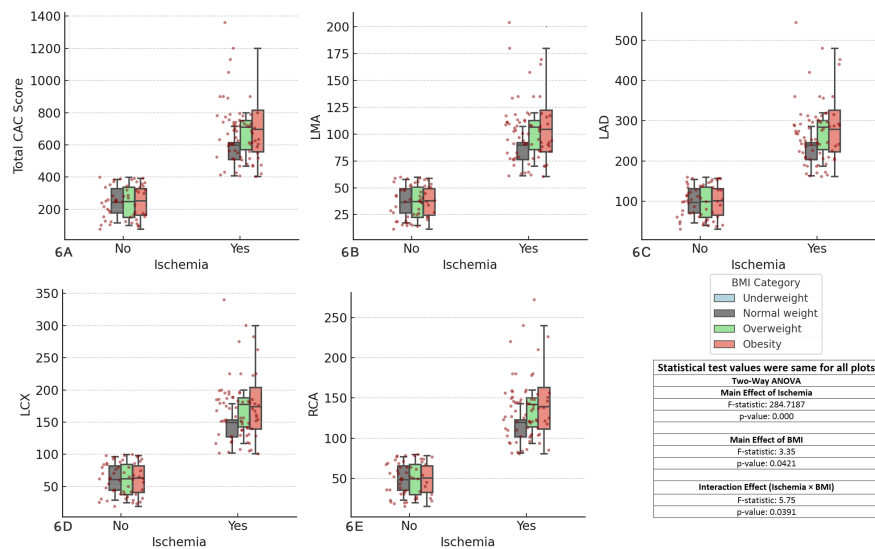 1400
1200
1000
800
600
400
200
Total CAC Score
No
Yes
6A
Ischemia
200
175
150
125
100
75
50
25
LMA
No
Yes
6B
Ischemia
500
400
300
200
100
LAD
No
Yes
6C
Ischemia
BMI Category
Underweight
Normal weight
Overweight
Obesity
350
300
250
200
150
100
50
LCX
No
Yes
6D
Ischemia
250
200
150
100
50
RCA
No
Yes
6E
Ischemia
Statistical test values were same for all plots
Two-Way ANOVA
Main Effect of Ischemia
F-statistic: 284.7187
p-value: 0.000
Main Effect of BMI
F-statistic: 3.35
p-value: 0.0421
Interaction Effect (Ischemia × BMI)
F-statistic: 5.75
p-value: 0.0391